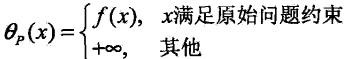 θ_P(x) = { f(x), x满足原始问题约束
+∞, 其他